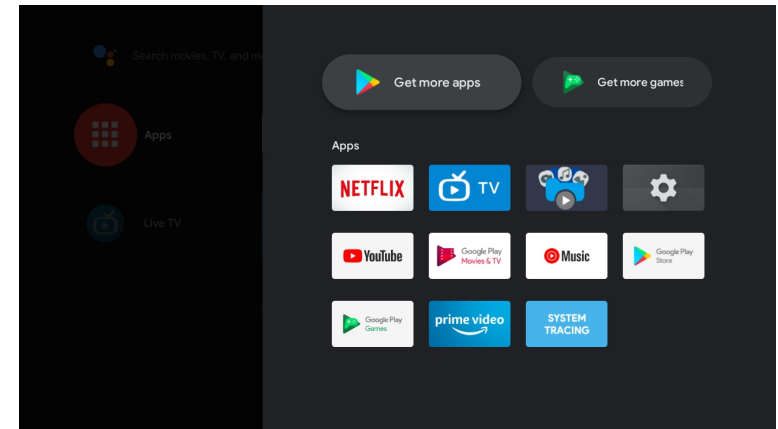 Search movies, TV, and m
Get more apps
Get more games
Apps
Apps
NETFLIX
TV
Live TV
YouTube
Google Play
Movies & TV
Music
Google Play
Store
Google Play
Games
prime video
SYSTEM
TRACING